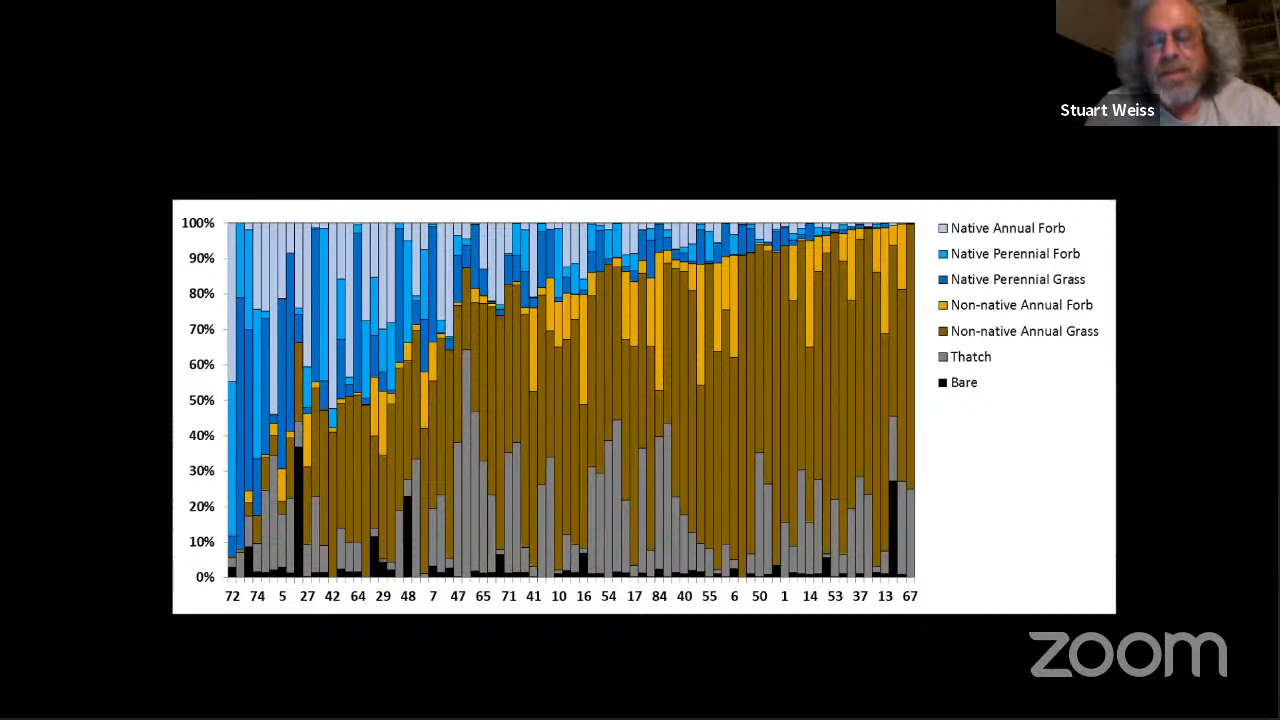 Stuart Weiss
100%
90%
80%
70%
60%
50%
40%
30%
20%
10%
0%
72 74 5 27 42 64 29 48 7 47 65 71 41 10 16 54 17 84 40 55 6 50 1 14 53 37 13 67
Native Annual Forb
Native Perennial Forb
Native Perennial Grass
Non-native Annual Forb
Non-native Annual Grass
Thatch
Bare
zoom